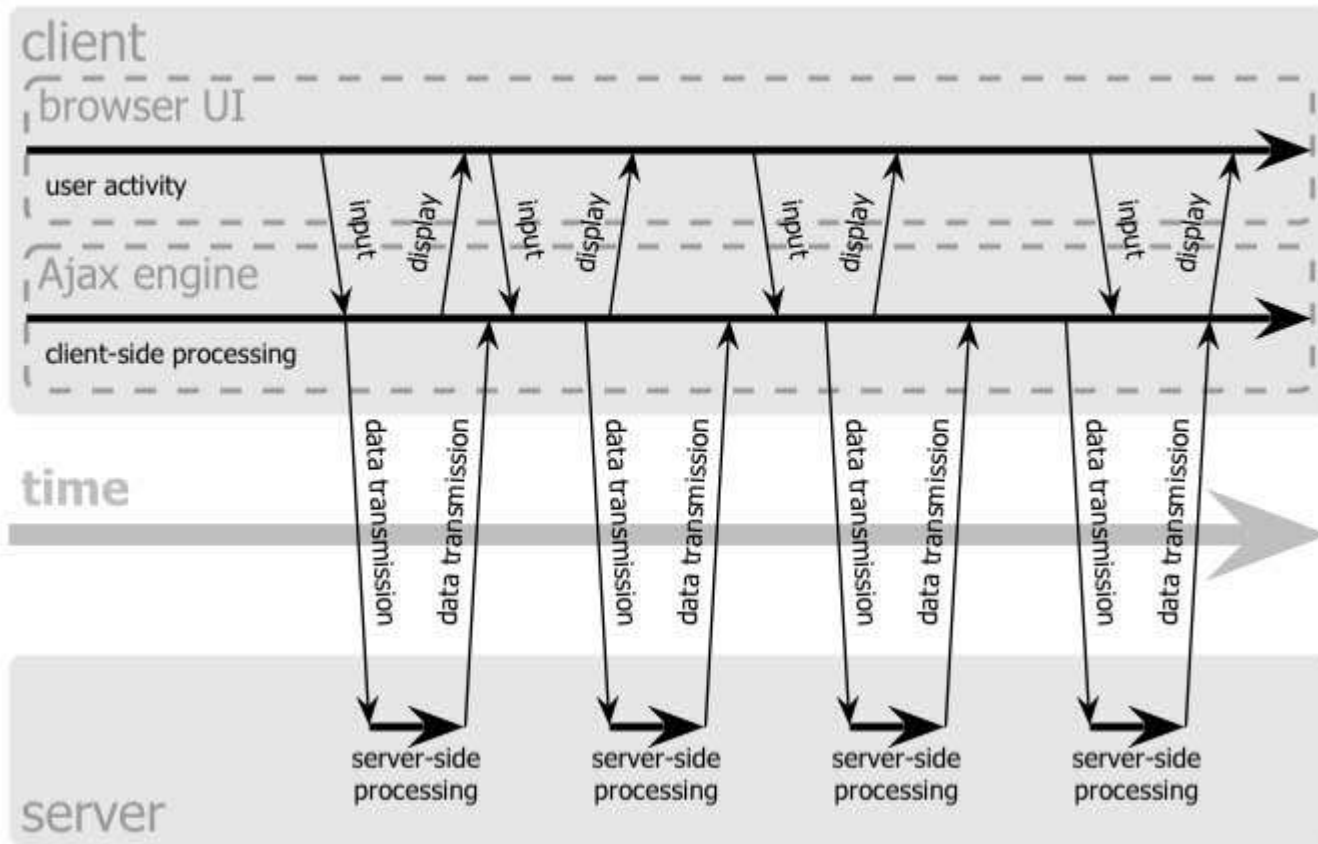 client
browser UI
user activity
input
display
input
display
input
display
input
display
Ajax engine
client-side processing
data transmission
data transmission
data transmission
data transmission
data transmission
data transmission
data transmission
data transmission
time
server-side
processing
server-side
processing
server-side
processing
server-side
processing
server